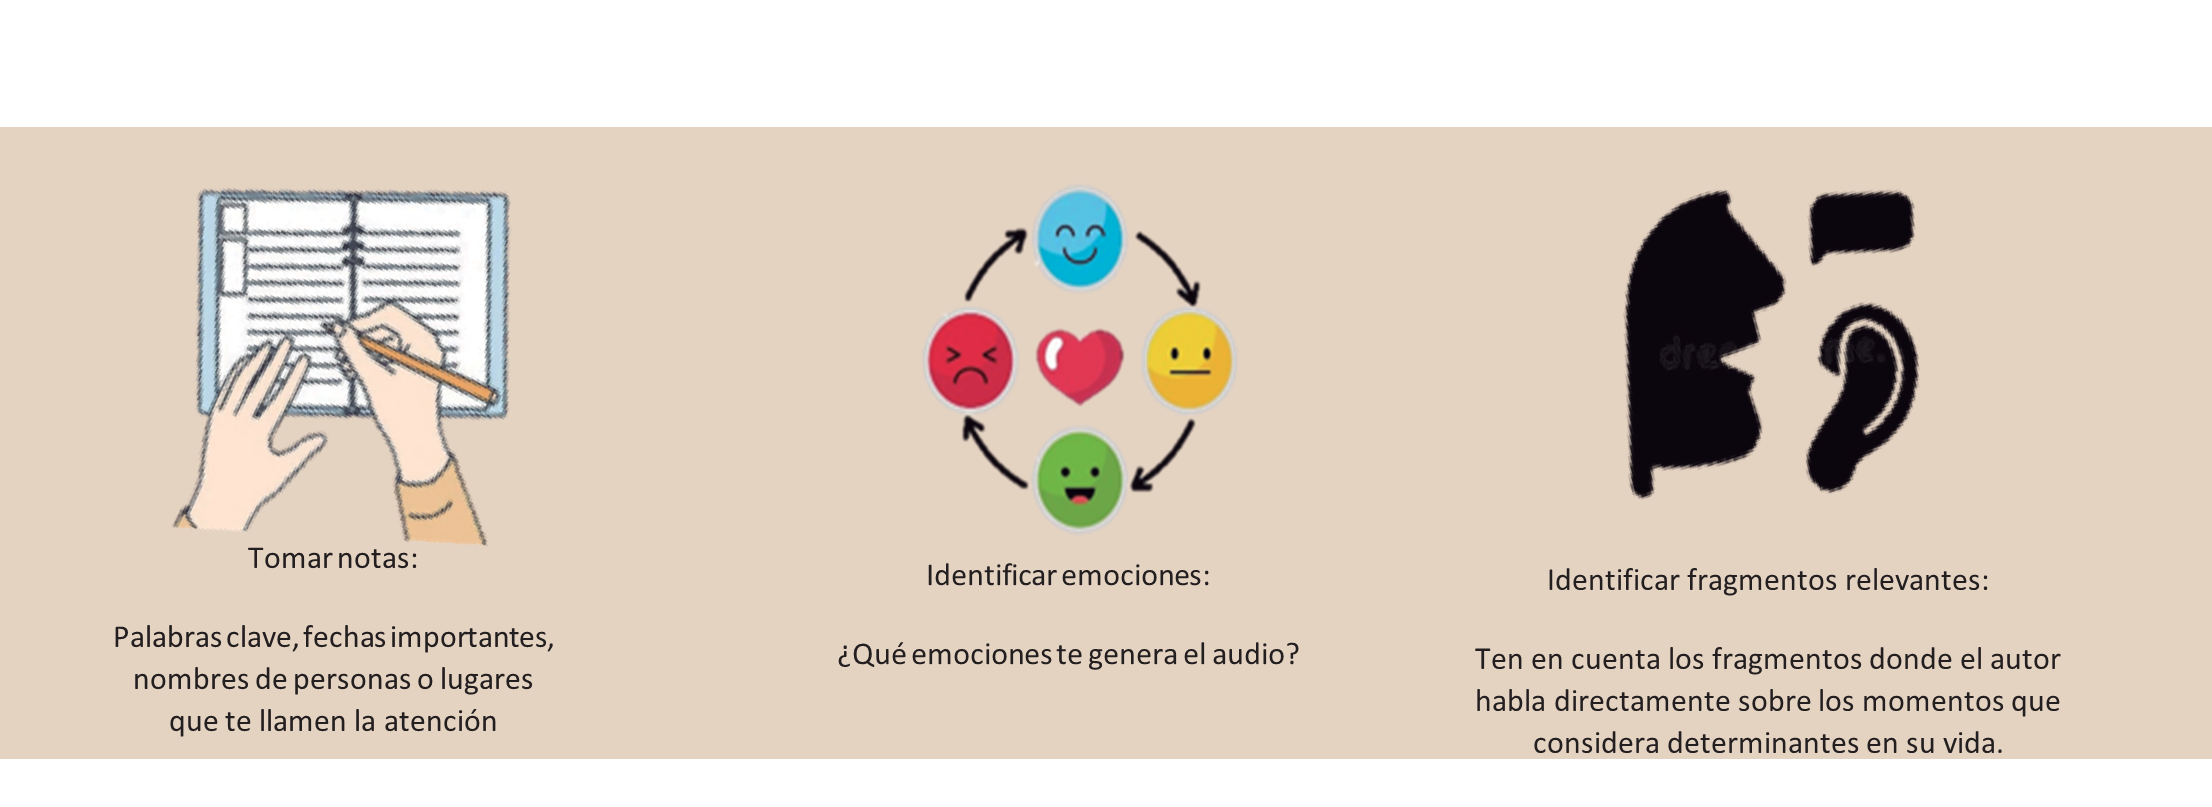 Tomar notas:
Palabras clave, fechas importantes,
nombres de personas o lugares
que te llamen la atención
Identificar emociones:
¿Qué emociones te genera el audio?
Identificar fragmentos relevantes:
Ten en cuenta los fragmentos donde el autor
habla directamente sobre los momentos que
considera determinantes en su vida.